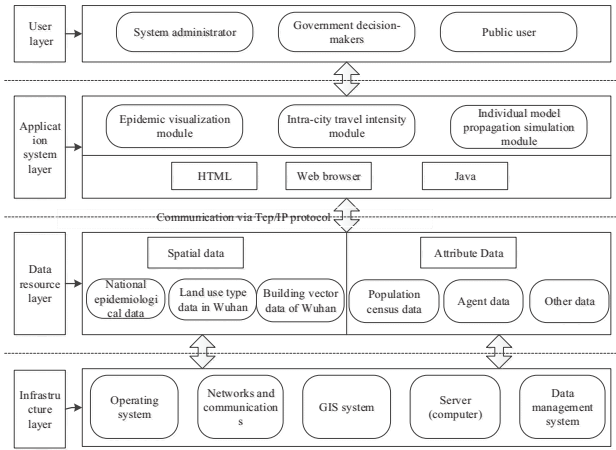 User
layer
System administrator
Government decision-
makers
Public user
Applicat
ion
system
layer
Epidemic visualization
module
Intra-city travel intensity
module
Individual model
propagation simulation
module
HTML
Web browser
Java
Communication via Tcp/IP protocol
Data
resource
layer
Spatial data
Attribute Data
National
epidemiologi
cal data
Land use type
data in Wuhan
Building vector
data of Wuhan
Population
census data
Agent data
Other data
Infrastru
cture
layer
Operating
system
Networks and
communication
s
GIS system
Server
(computer)
Data
management
system